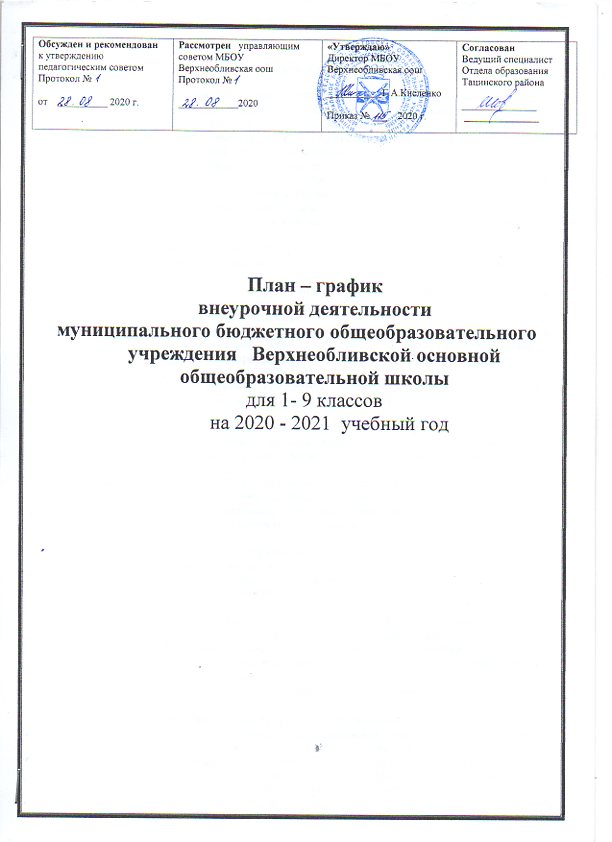 Обсужден и рекомендован
к утверждению
педагогическим советом
Протокол № 1
от 28.08 2020 г.
Рассмотрен управляющим
советом МБОУ
Верхнеобливская оош
Протокол № 1
28.08 2020
«Утверждаю»
Директор МБОУ
Верхнеобливская оош
Г.А Кисленко
Приказ № 2020 г
Согласован
Ведущий специалист
Отдела образования
Тацинского района
План – график
внеурочной деятельности
муниципального бюджетного общеобразовательного
учреждения Верхнеобливской основной
общеобразовательной школы
для 1- 9 классов
на 2020 - 2021 учебный год